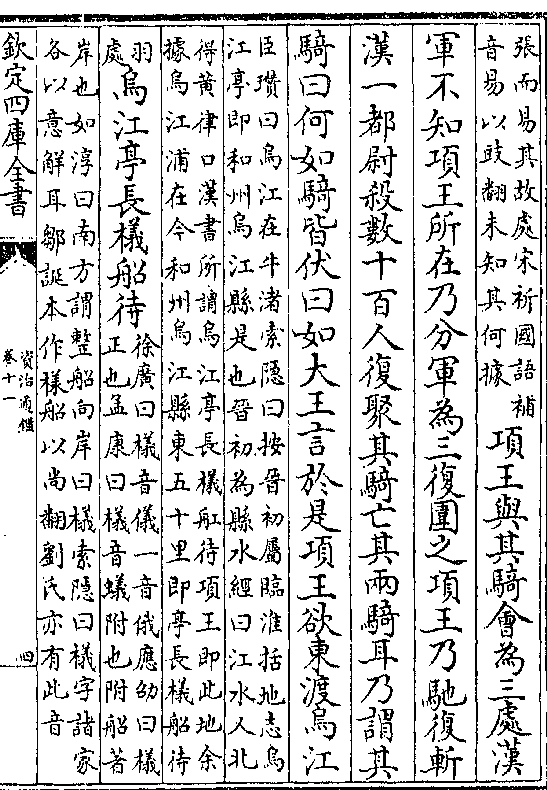 張而易其故處宋祈國語補
音易以豉翻未知其何據
項王與其騎會為三處漢
軍不知項王所在乃分軍為三復圍之項王乃馳復斬
漢一都尉殺數十百人復聚其騎亡其兩騎耳乃謂其
騎曰何如騎皆伏曰如大王言於是項王欲東渡烏江
臣瓚曰烏江在牛渚索隱曰按晉初屬臨淮括地志烏
江亭即和州烏江縣是也晉初為縣水經曰江水人北
得黄律口漢書所謂烏江亭長檥舡待項王即此地余
據烏江浦在今和州烏江縣東五十里即亭長檥船待
羽
處
烏江亭長檥船待
徐廣曰檥音儀一音俄應劭曰檥
正也孟康曰檥音蟻附也附船著
岸也如淳曰南方謂整船向岸曰檥索隱曰檥字諸家
各以意解耳鄒誕本作樣船以尚翻劉氏亦有此音
欽定四庫全書
資治通鑑
卷十一
四